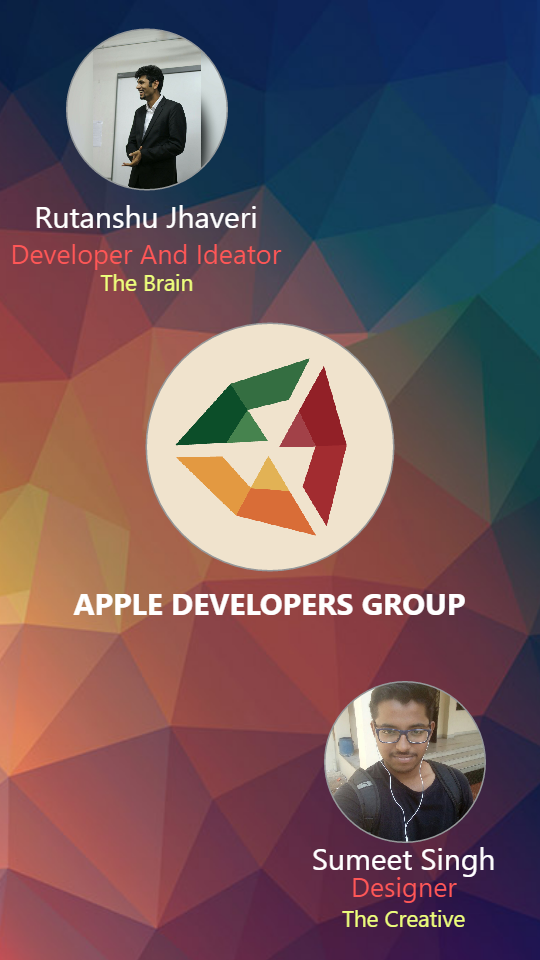 Rutanshu Jhaveri
Developer And Ideator
The Brain
APPLE DEVELOPERS GROUP
Sumeet Singh
Designer
The Creative